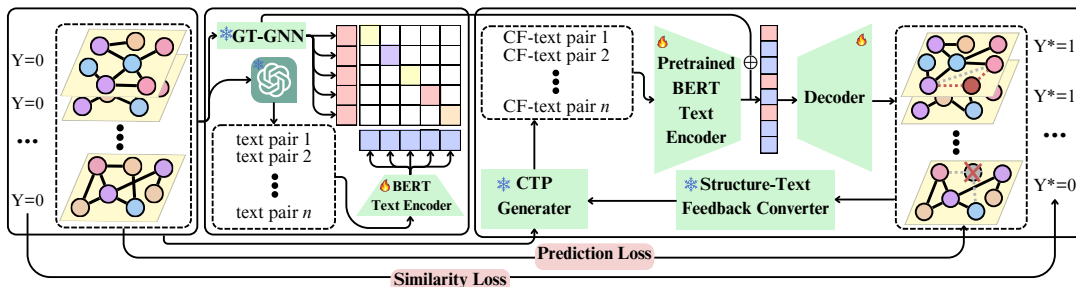 Y=0
Y=0
...
Y=0
GT-GNN
text pair 1
text pair 2
text pair n
BERT
Text Encoder
CF-text pair 1
CF-text pair 2
CF-text pair n
Pretrained
BERT
Text
Encoder
Decoder
CTP
Generater
Structure-Text
Feedback Converter
Y*=1
Y*=1
...
Y*=0
Prediction Loss
Similarity Loss